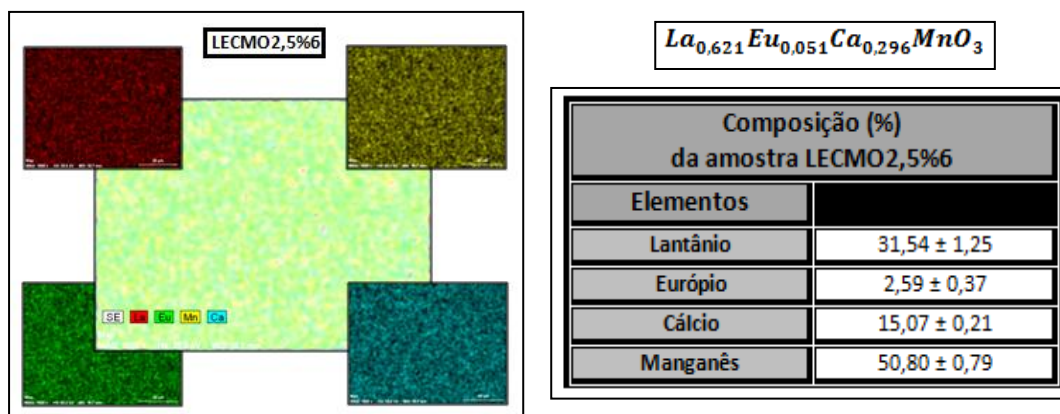 LECMO2,5%6
SE La Eu Mn Ca
La0,621Eu0,051Ca0,296MnO3
Composição (%)
da amostra LECMO2,5%6
Elementos
Lantânio 31,54 ± 1,25
Európio 2,59 ± 0,37
Cálcio 15,07 ± 0,21
Manganês 50,80 ± 0,79